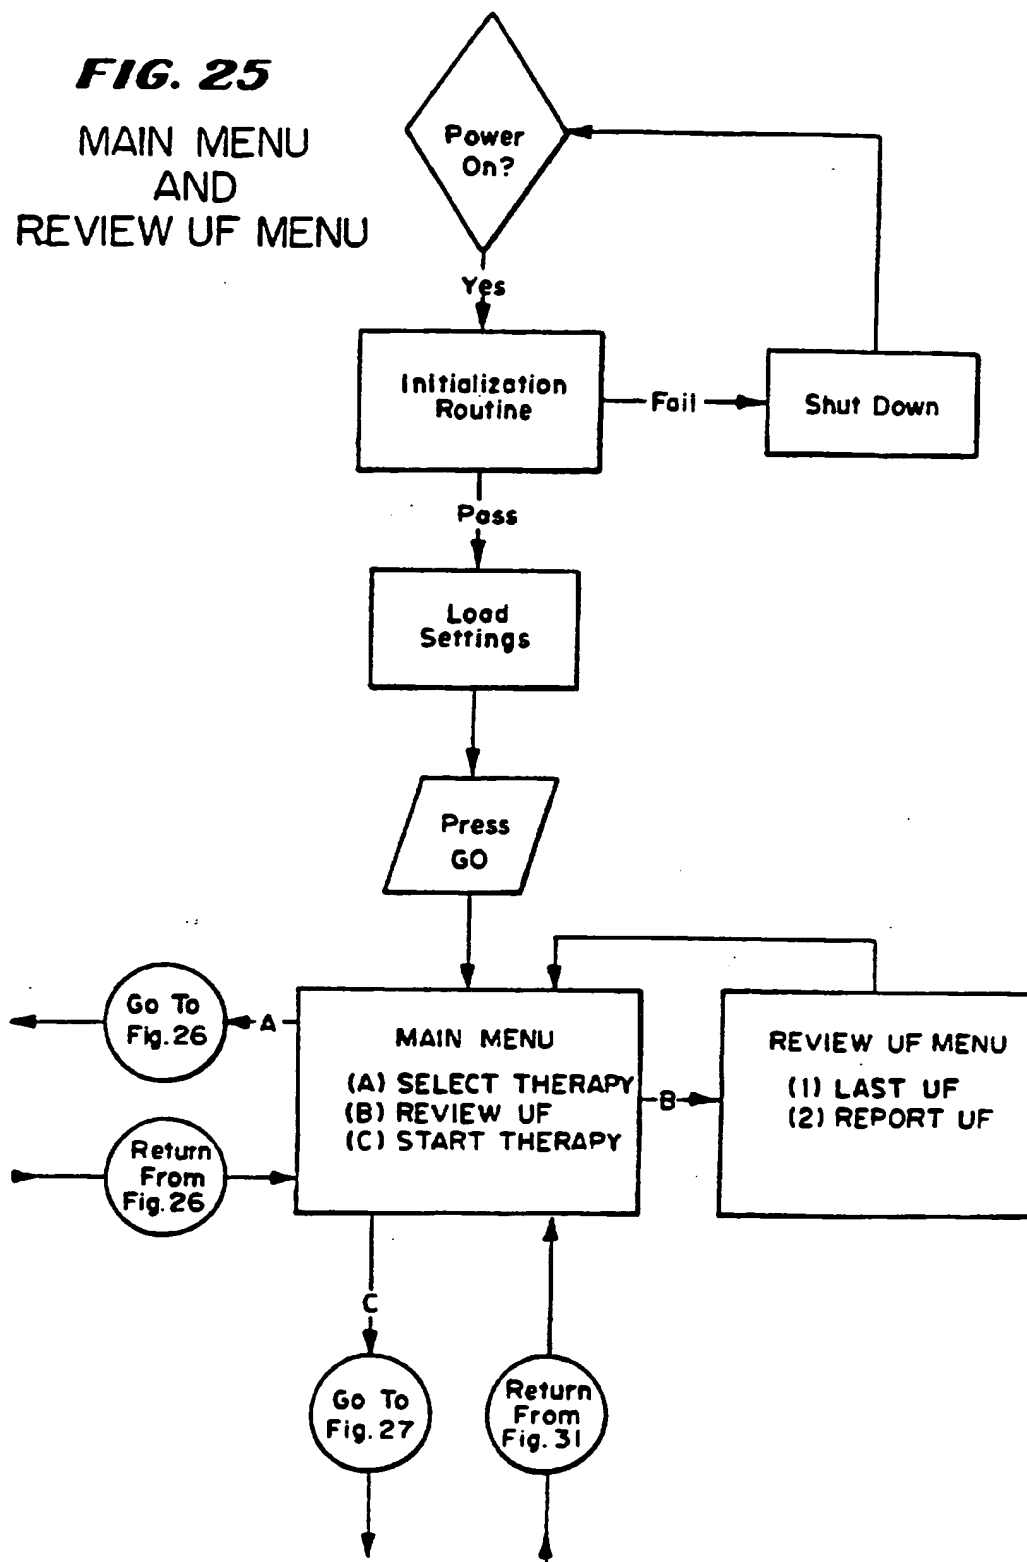 FIG. 25
MAIN MENU
AND
REVIEW UF MENU
Power
On?
Yes
Initialization
Routine
Fail
Shut Down
Pass
Load
Settings
Press
GO
Go To
Fig. 26
A
MAIN MENU
(A) SELECT THERAPY
(B) REVIEW UF
(C) START THERAPY
B
REVIEW UF MENU
(1) LAST UF
(2) REPORT UF
Return
From
Fig. 26
C
Go To
Fig. 27
Return
From
Fig. 31